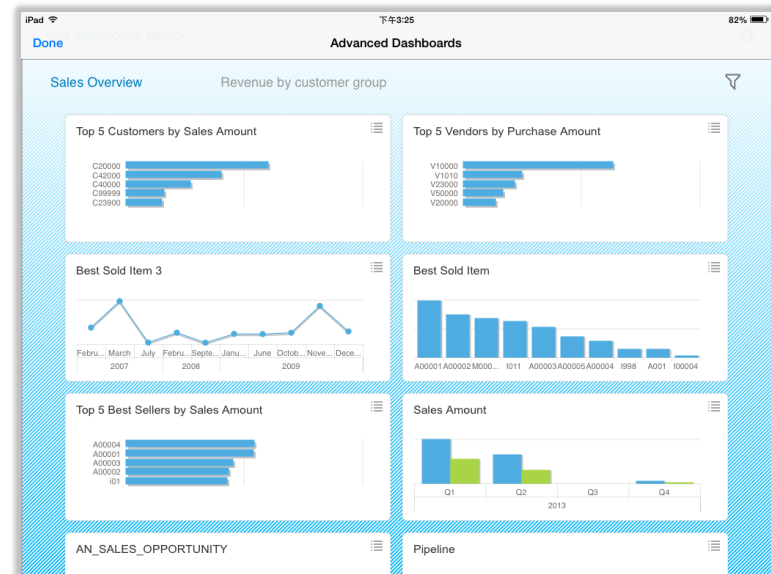 iPad 下午3:25 82%
Done Advanced Dashboards
Sales Overview Revenue by customer group
Top 5 Customers by Sales Amount
C20000
C42000
C40000
C99999
C23900
Top 5 Vendors by Purchase Amount
V10000
V1010
V23000
V50000
V20000
Best Sold Item 3
Febru... March July Febru... Septe... Janu... June Octob... Nove... Dece...
2007 2008 2009
Best Sold Item
A00001 A00002 M000... I011 A00003 A00005 A00004 I998 A001 I00004
Top 5 Best Sellers by Sales Amount
A00004
A00001
A00003
A00002
i01
Sales Amount
Q1 Q2 Q3 Q4
2013
AN_SALES_OPPORTUNITY
Pipeline